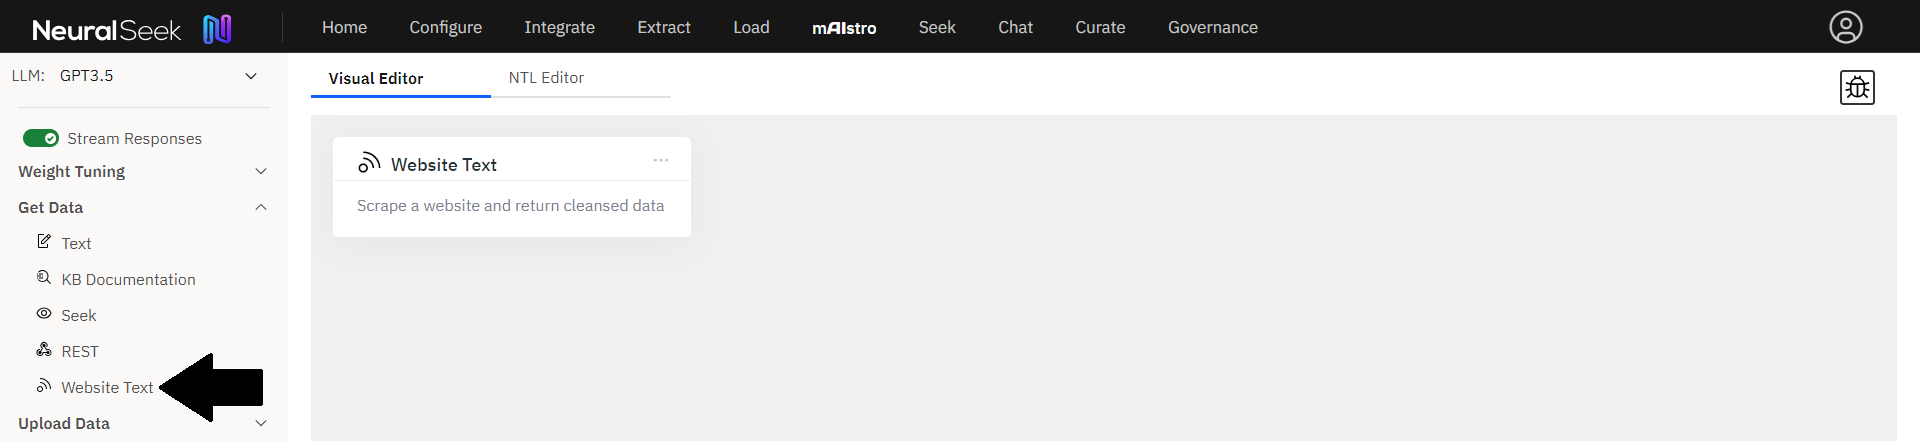 NeuralSeek Home Configure Integrate Extract Load mAIstro Seek Chat Curate Governance
LLM: GPT3.5
Visual Editor NTL Editor
Stream Responses
Weight Tuning
Get Data
Text
KB Documentation
Seek
REST
Website Text
Upload Data
Website Text
Scrape a website and return cleansed data